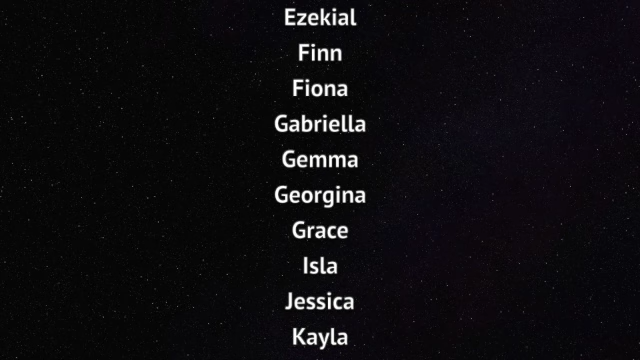 Ezekial
Finn
Fiona
Gabriella
Gemma
Georgina
Grace
Isla
Jessica
Kayla